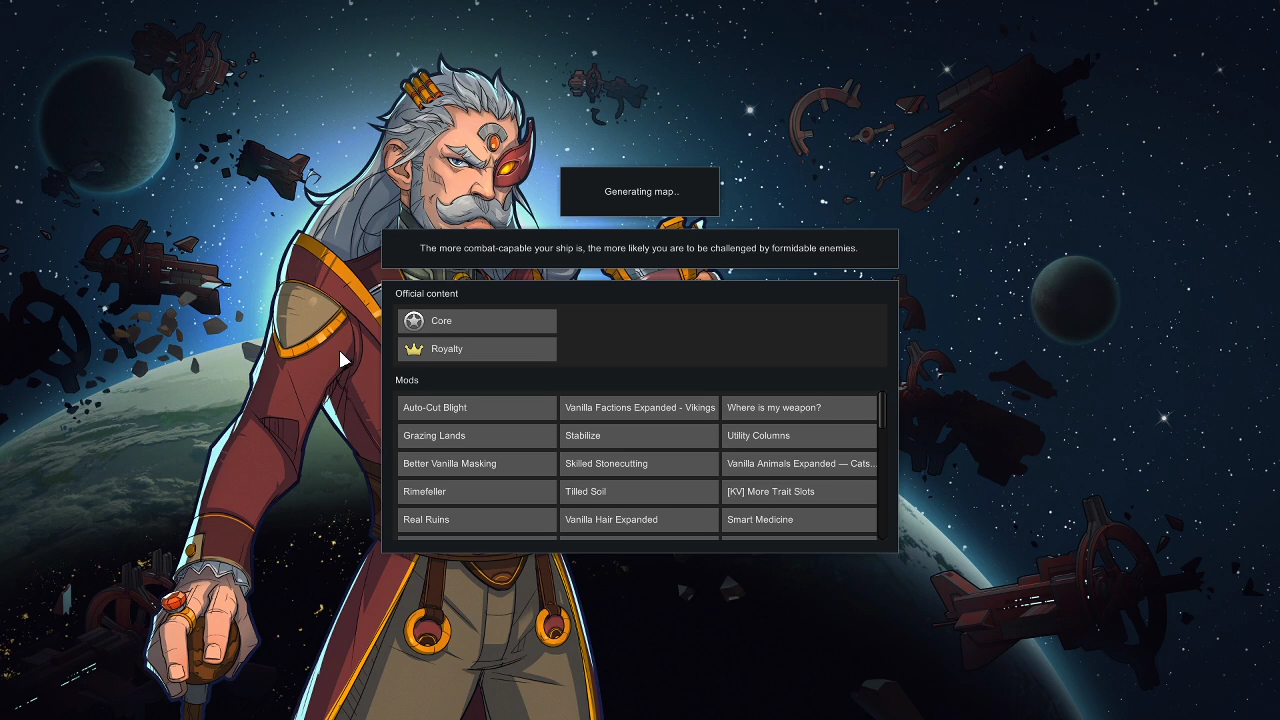 Generating map..
The more combat-capable your ship is, the more likely you are to be challenged by formidable enemies.
Official content
Core
Royalty
Mods
Auto-Cut Blight
Vanilla Factions Expanded - Vikings
Where is my weapon?
Grazing Lands
Stabilize
Utility Columns
Better Vanilla Masking
Skilled Stonecutting
Vanilla Animals Expanded — Cats...
Rimefeller
Tilled Soil
[KV] More Trait Slots
Real Ruins
Vanilla Hair Expanded
Smart Medicine